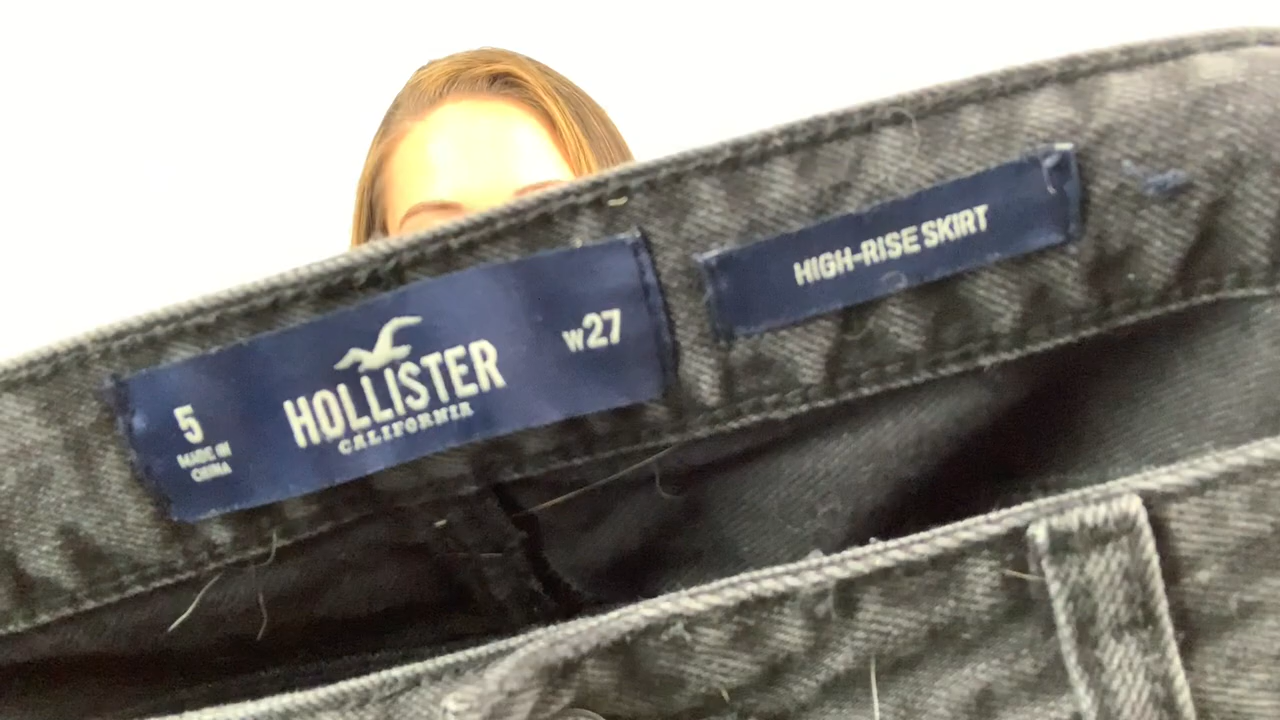 5
MADE IN
CHINA
HOLLISTER
CALIFORNIA
W27
HIGH-RISE SKIRT